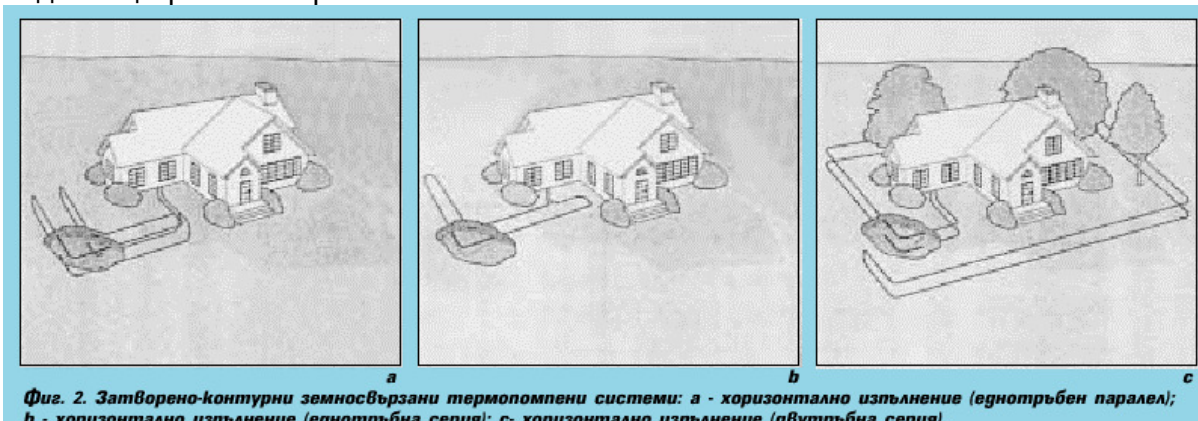 a
b
c
Фиг. 2. Затворено-контурни земносвързани термопомпени системи: a - хоризонтално изпълнение (еднотръбен паралел);
b - хоризонтално изпълнение (еднотръбна серия); c- хоризонтално изпълнение (двутръбна серия)